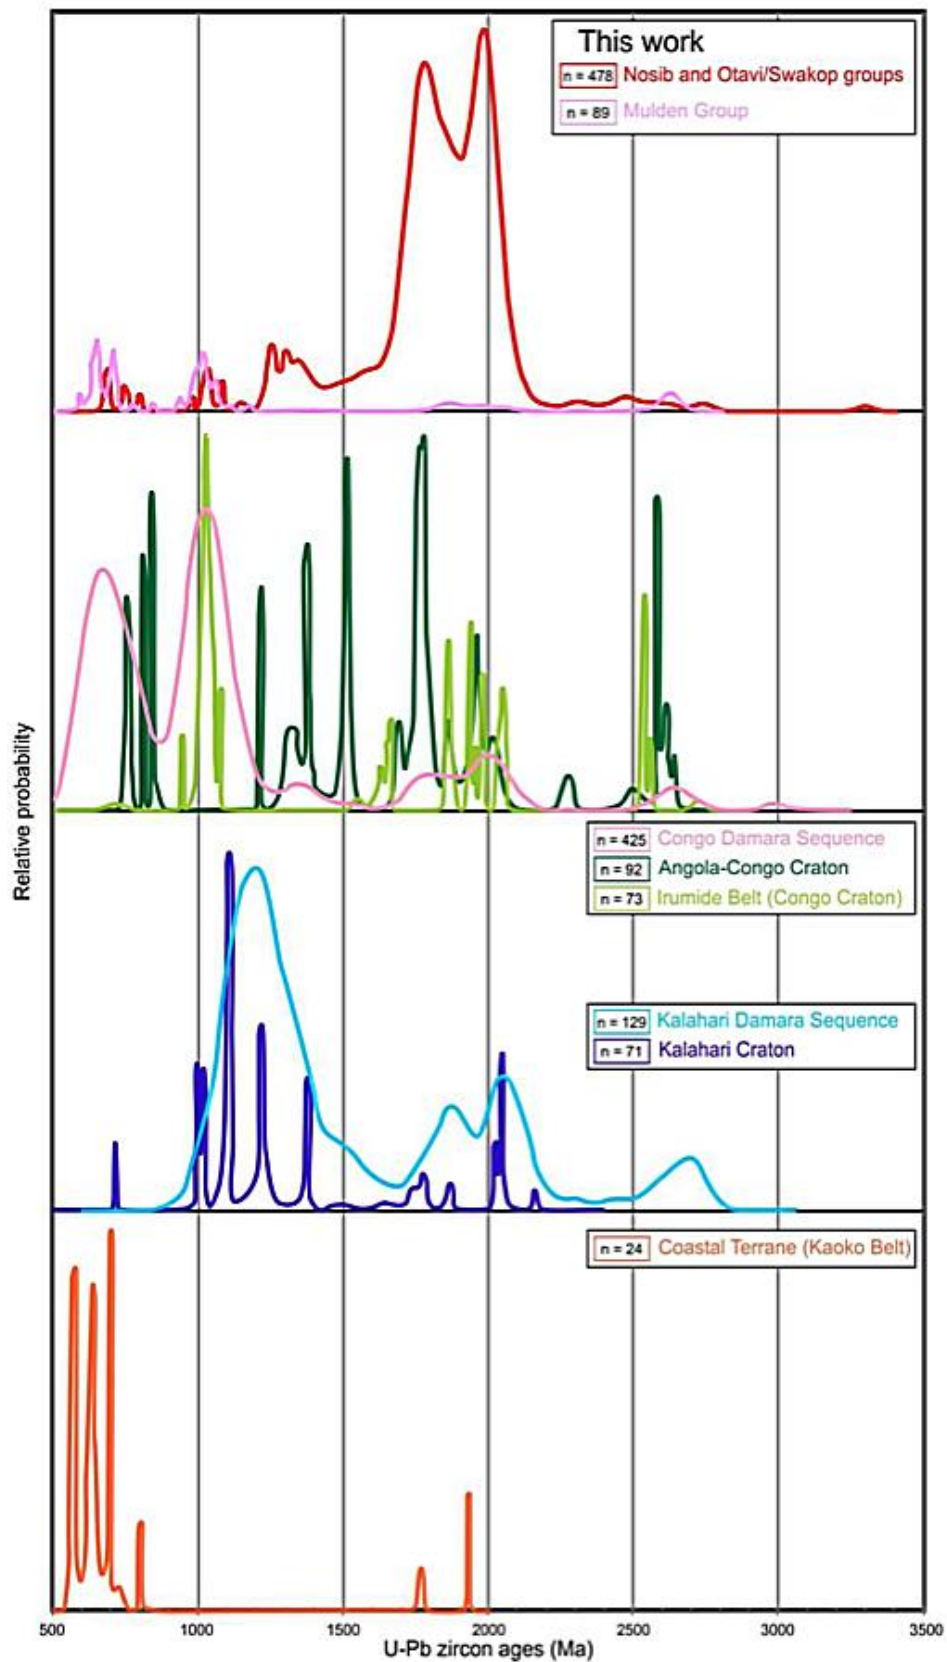 This work
n = 478 Nosib and Otavi/Swakop groups
n = 89 Mulden Group
n = 425 Congo Damara Sequence
n = 92 Angola-Congo Craton
n = 73 Irumide Belt (Congo Craton)
n = 129 Kalahari Damara Sequence
n = 71 Kalahari Craton
n = 24 Coastal Terrane (Kaoko Belt)
Relative probability
500 1000 1500 2000 2500 3000 3500
U-Pb zircon ages (Ma)